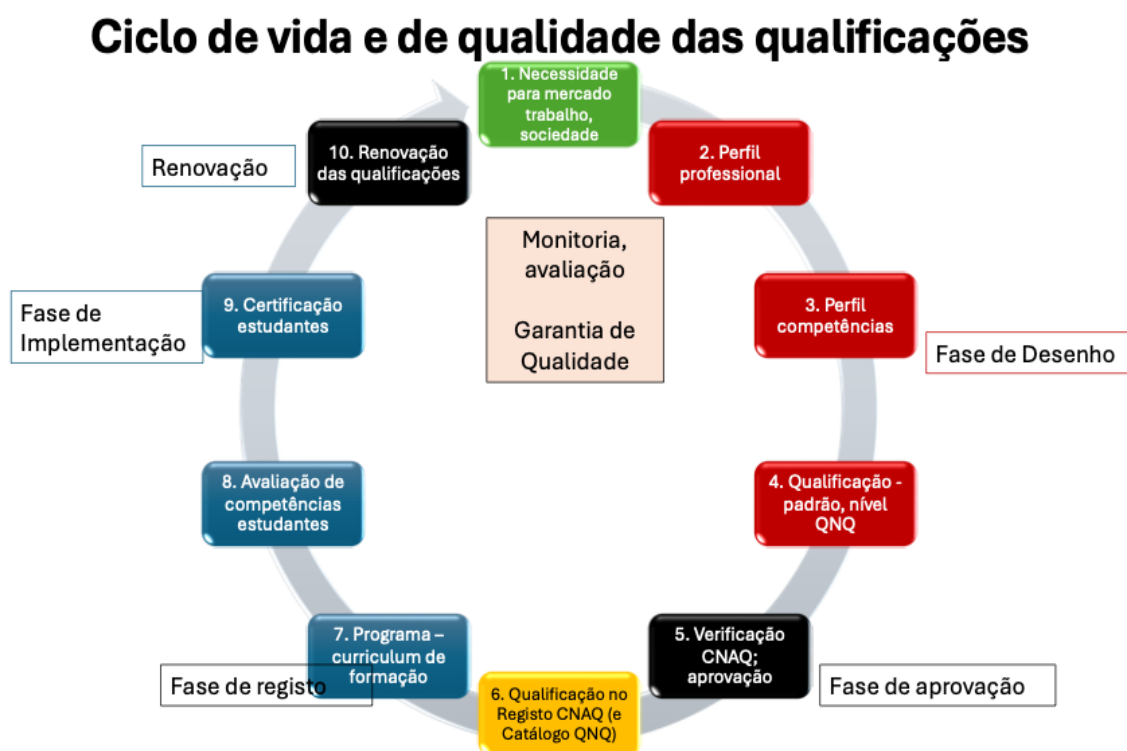 Ciclo de vida e de qualidade das qualificações
1. Necessidade
para mercado
trabalho,
sociedade
2. Perfil
professional
3. Perfil
competências
Fase de Desenho
4. Qualificação -
padrão, nível
QNQ
5. Verificação
CNAQ;
aprovação
Fase de aprovação
6. Qualificação no
Registo CNAQ (e
Catálogo QNQ)
7. Programa –
curriculum de
formação
Fase de registo
8. Avaliação de
competências
estudantes
9. Certificação
estudantes
Fase de
Implementação
10. Renovação
das qualificações
Renovação
Monitoria,
avaliação
Garantia de
Qualidade